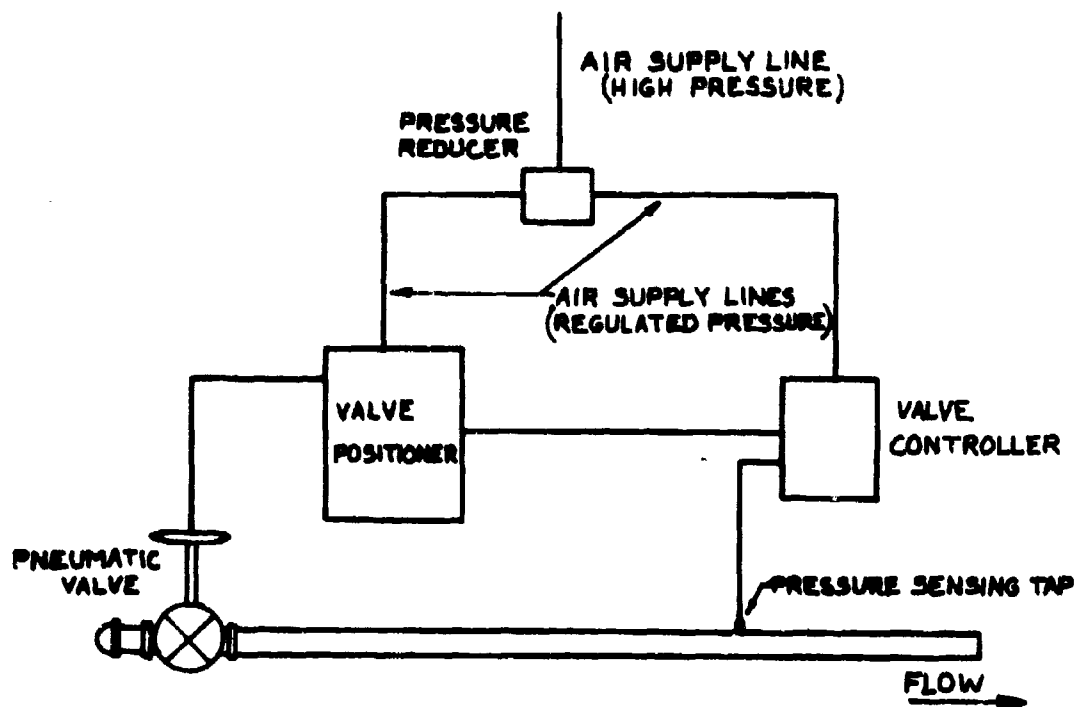 AIR SUPPLY LINE
(HIGH PRESSURE)
PRESSURE
REDUCER
AIR SUPPLY LINES
(REGULATED PRESSURE)
VALVE
POSITIONER
VALVE
CONTROLLER
PNEUMATIC
VALVE
PRESSURE SENSING TAP
FLOW